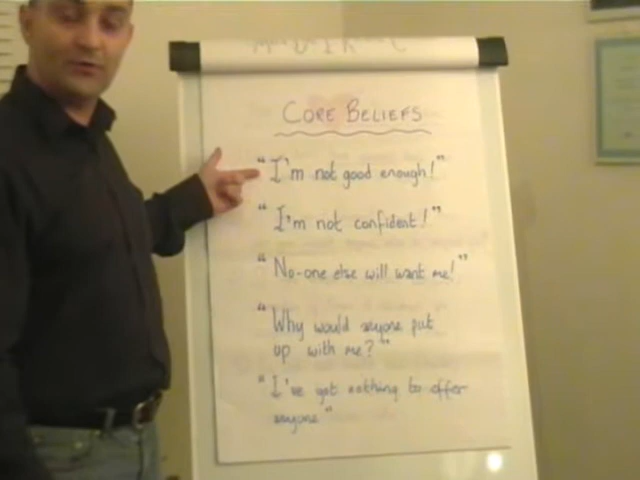 CORE BELIEFS
"I'm not good enough!"
"I'm not confident!"
"No-one else will want me!"
"Why would anyone put
up with me?"
"I've got nothing to offer
anyone"